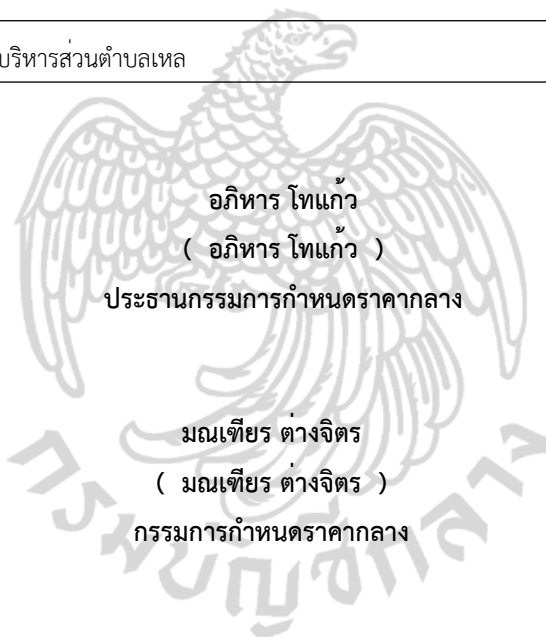 บริหารส่วนตำบลเหล
อภิหาร โทแก้ว
( อภิหาร โทแก้ว )
ประธานกรรมการกำหนดราคากลาง
มณเฑียร ต่างจิตร
( มณเฑียร ต่างจิตร )
กรรมการกำหนดราคากลาง
กรมบัญชีกลาง